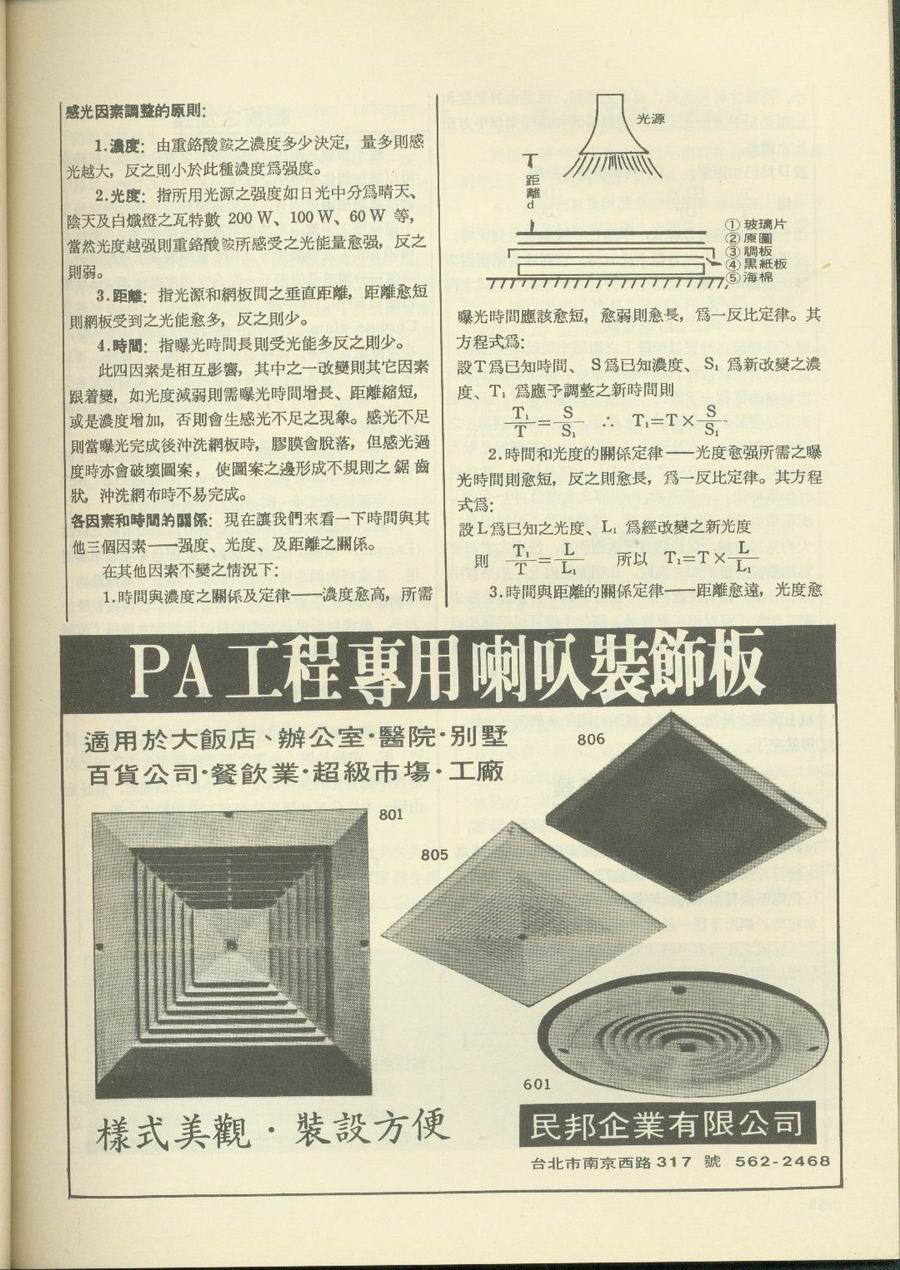 感光因素調整的原則:
1.濃度: 由重鉻酸銨之濃度多少決定，量多則感
光越大，反之則小於此種濃度爲强度。
2.光度: 指所用光源之强度如日光中分爲晴天、
陰天及白熾燈之瓦特數 200 W、100 W、60 W 等，
當然光度越强則重鉻酸銨所感受之光能量愈强，反之
則弱。
3.距離: 指光源和網板間之垂直距離，距離愈短
則網板受到之光能愈多，反之則少。
4.時間: 指曝光時間長則受光能多反之則少。
此四因素是相互影響，其中之一改變則其它因素
跟着變，如光度減弱則需曝光時間增長、距離縮短，
或是濃度增加，否則會生感光不足之現象。感光不足
則當曝光完成後沖洗網板時，膠膜會脫落，但感光過
度時亦會破壞圖案，使圖案之邊形成不規則之鋸齒
狀，沖洗網布時不易完成。
各因素和時間的關係: 現在讓我們來看一下時間與其
他三個因素——强度、光度、及距離之關係。
在其他因素不變之情況下:
1.時間與濃度之關係及定律——濃度愈高，所需
光源
距離d
①玻璃片
②原圖
③調板
④黑紙板
⑤海棉
曝光時間應該愈短，愈弱則愈長，爲一反比定律。其
方程式爲:
設T爲已知時間、S爲已知濃度、S₁ 爲新改變之濃
度、T₁ 爲應予調整之新時間則
T₁/T = S/S₁ ∴ T₁=T×S/S₁
2.時間和光度的關係定律——光度愈强所需之曝
光時間則愈短，反之則愈長，爲一反比定律。其方程
式爲:
設L爲已知之光度、L₁ 爲經改變之新光度
則 T₁/T = L/L₁ 所以 T₁=T×L/L₁
3.時間與距離的關係定律——距離愈遠，光度愈
PA工程專用喇叭裝飾板
適用於大飯店、辦公室·醫院·別墅
百貨公司·餐飲業·超級市場·工廠
801
805
806
601
樣式美觀·裝設方便
民邦企業有限公司
台北市南京西路317號 562-2468